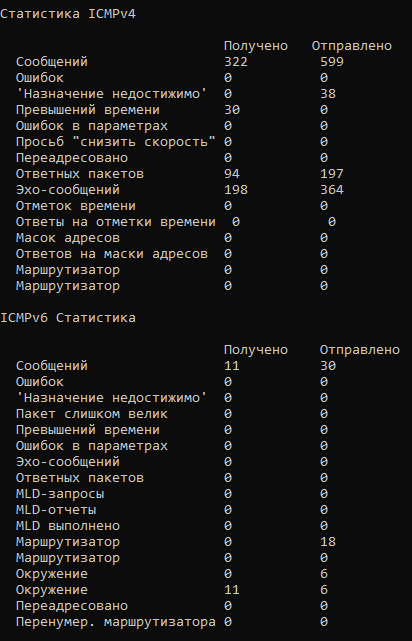 Статистика ICMPv4
Получено Отправлено
Сообщений 322 599
Ошибок 0 0
'Назначение недостижимо' 0 38
Превышений времени 30 0
Ошибок в параметрах 0 0
Просьб "снизить скорость" 0 0
Переадресовано 0 0
Ответных пакетов 94 197
Эхо-сообщений 198 364
Отметок времени 0 0
Ответы на отметки времени 0 0
Масок адресов 0 0
Ответов на маски адресов 0 0
Маршрутизатор 0 0
Маршрутизатор 0 0
ICMPv6 Статистика
Получено Отправлено
Сообщений 11 30
Ошибок 0 0
'Назначение недостижимо' 0 0
Пакет слишком велик 0 0
Превышений времени 0 0
Ошибок в параметрах 0 0
Эхо-сообщений 0 0
Ответных пакетов 0 0
MLD-запросы 0 0
MLD-отчеты 0 0
MLD выполнено 0 0
Маршрутизатор 0 18
Маршрутизатор 0 0
Окружение 0 6
Окружение 11 6
Переадресовано 0 0
Перенумер. маршрутизатора 0 0